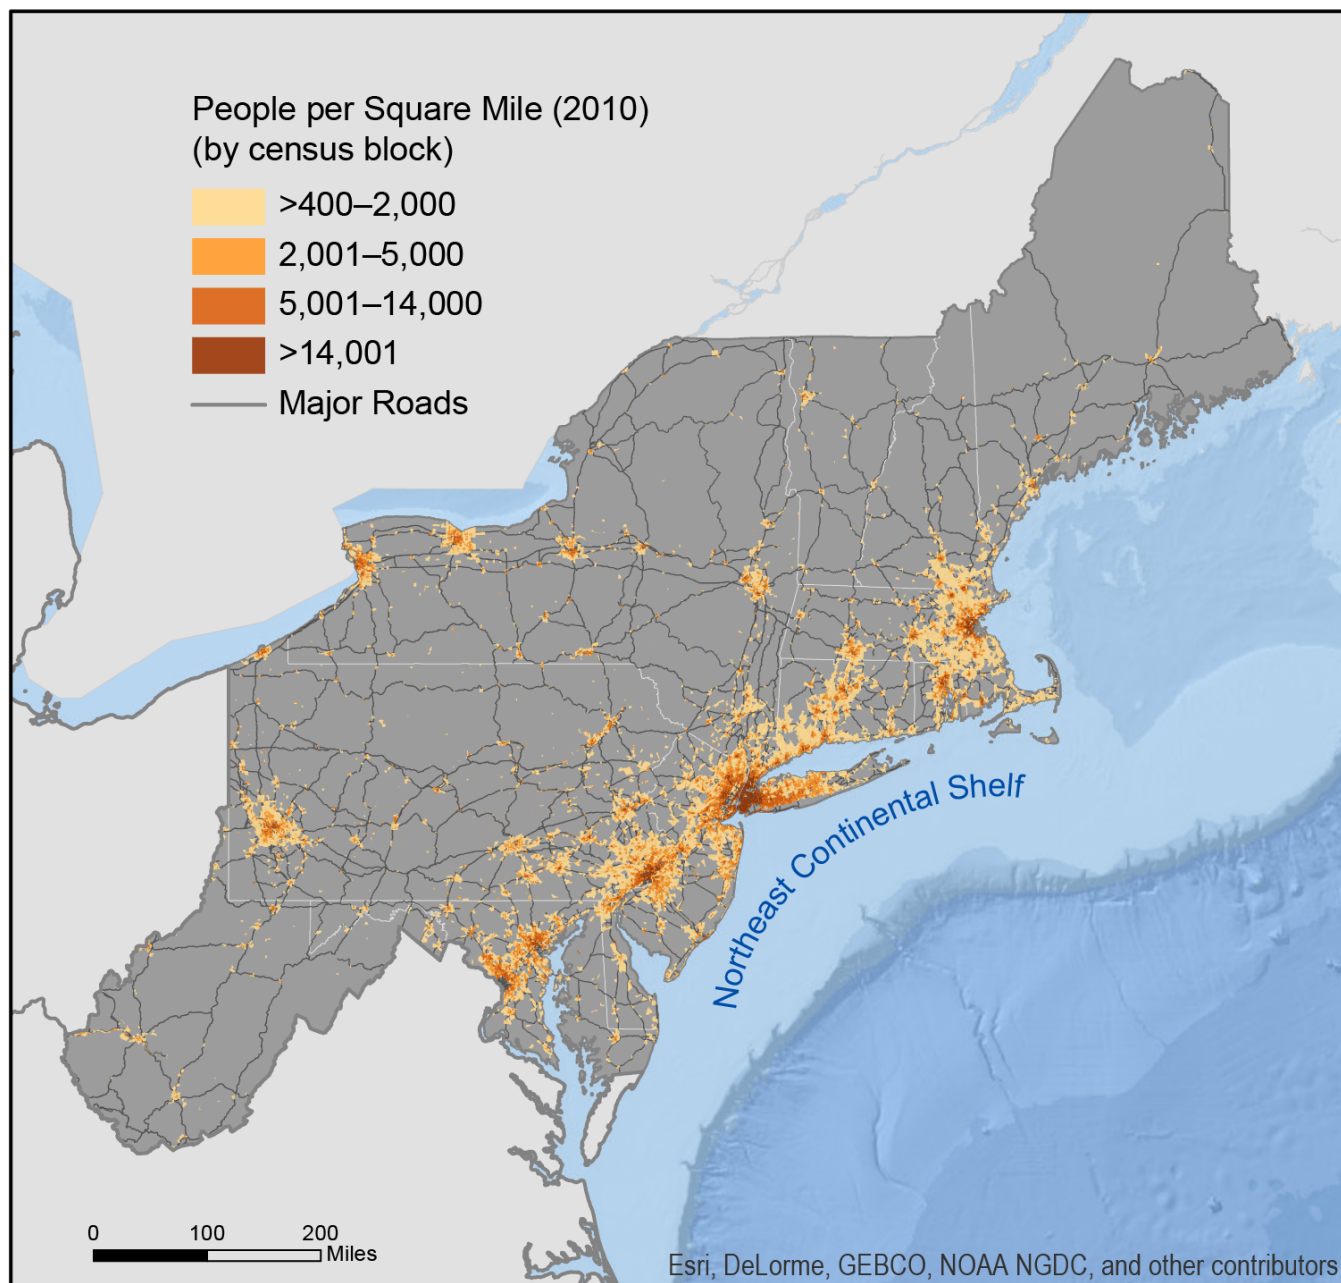 People per Square Mile (2010)
(by census block)
>400–2,000
2,001–5,000
5,001–14,000
>14,001
Major Roads
Northeast Continental Shelf
0 100 200
Miles
Esri, DeLorme, GEBCO, NOAA NGDC, and other contributors